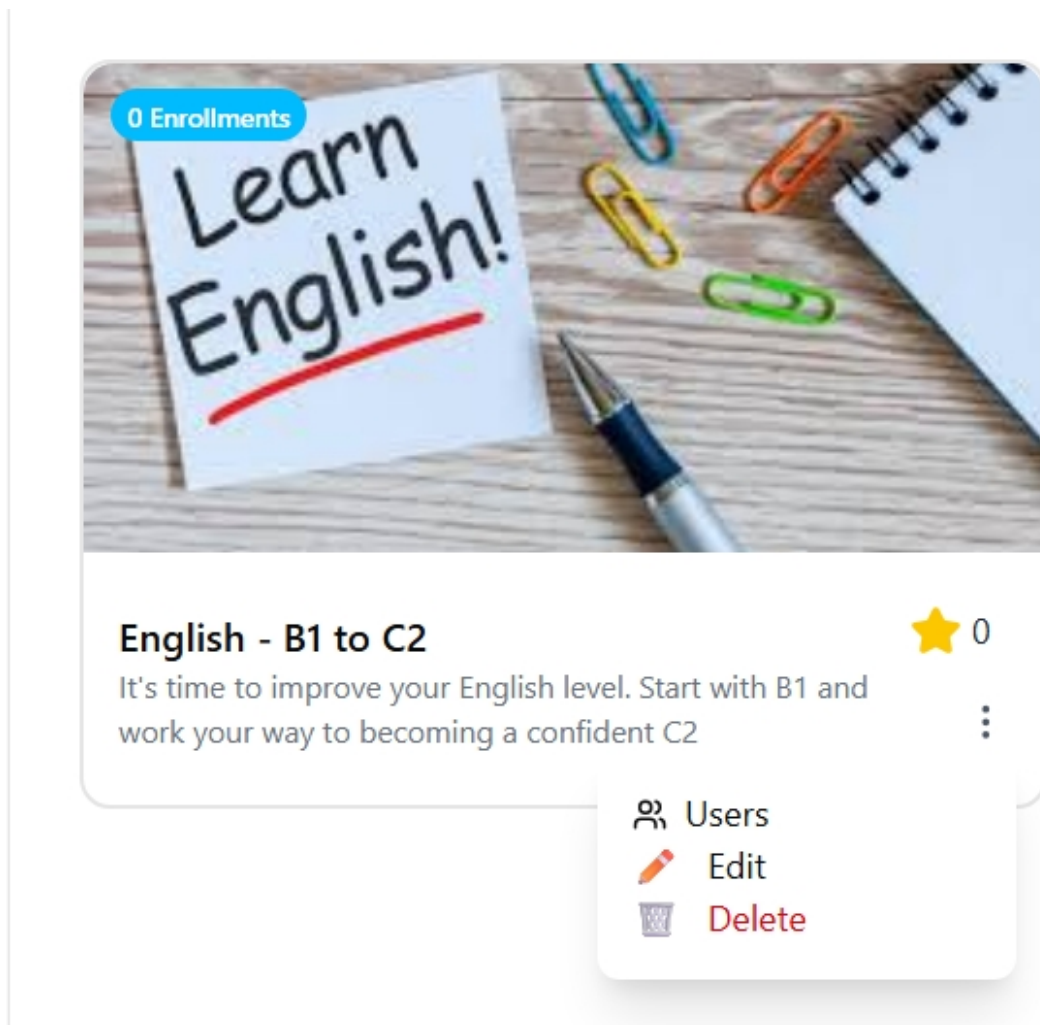 0 Enrollments
Learn
English!
English - B1 to C2
0
It's time to improve your English level. Start with B1 and
work your way to becoming a confident C2
Users
Edit
Delete